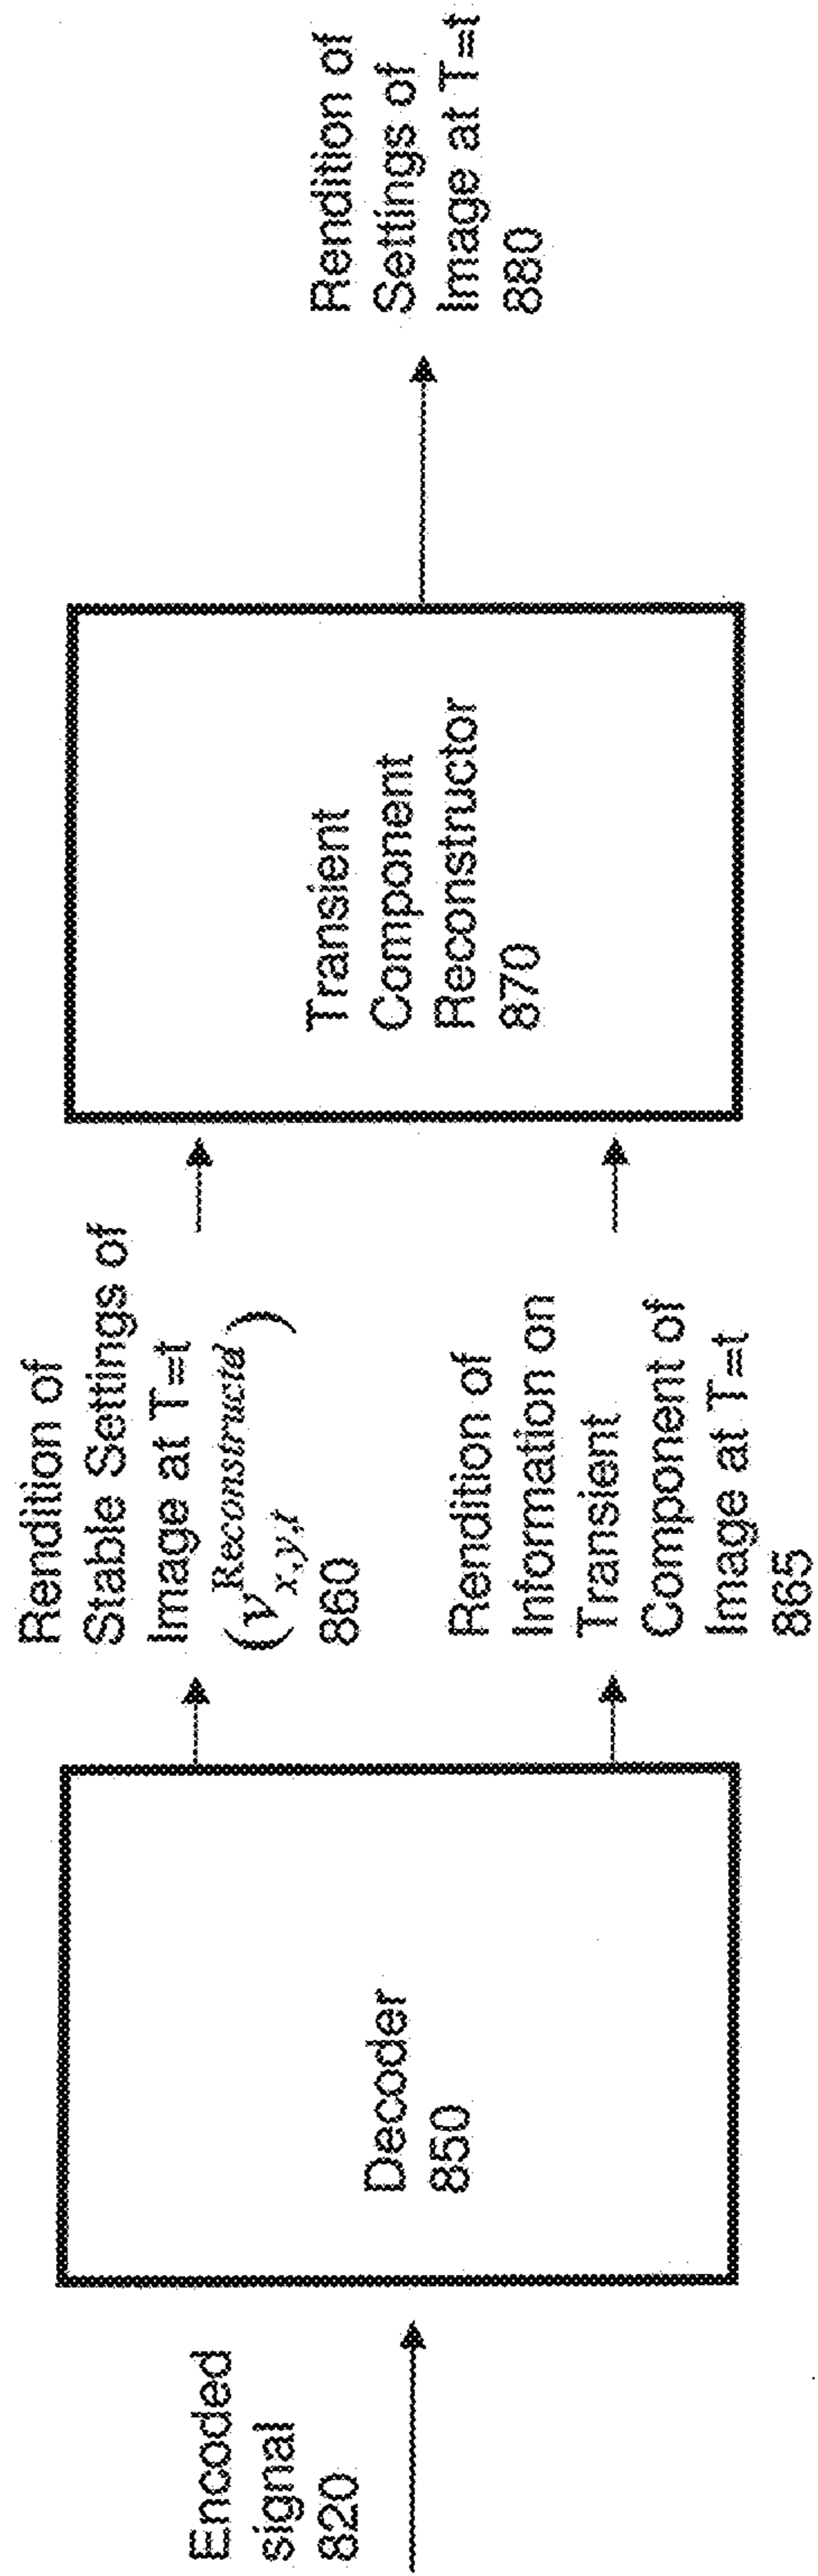 Encoded
signal
820
Decoder
850
Rendition of
Stable Settings of
Image at T=t
(v^Reconstructd_x,y,t)
860
Rendition of
Information on
Transient
Component of
Image at T=t
865
Transient
Component
Reconstructor
870
Rendition of
Settings of
Image at T=t
880